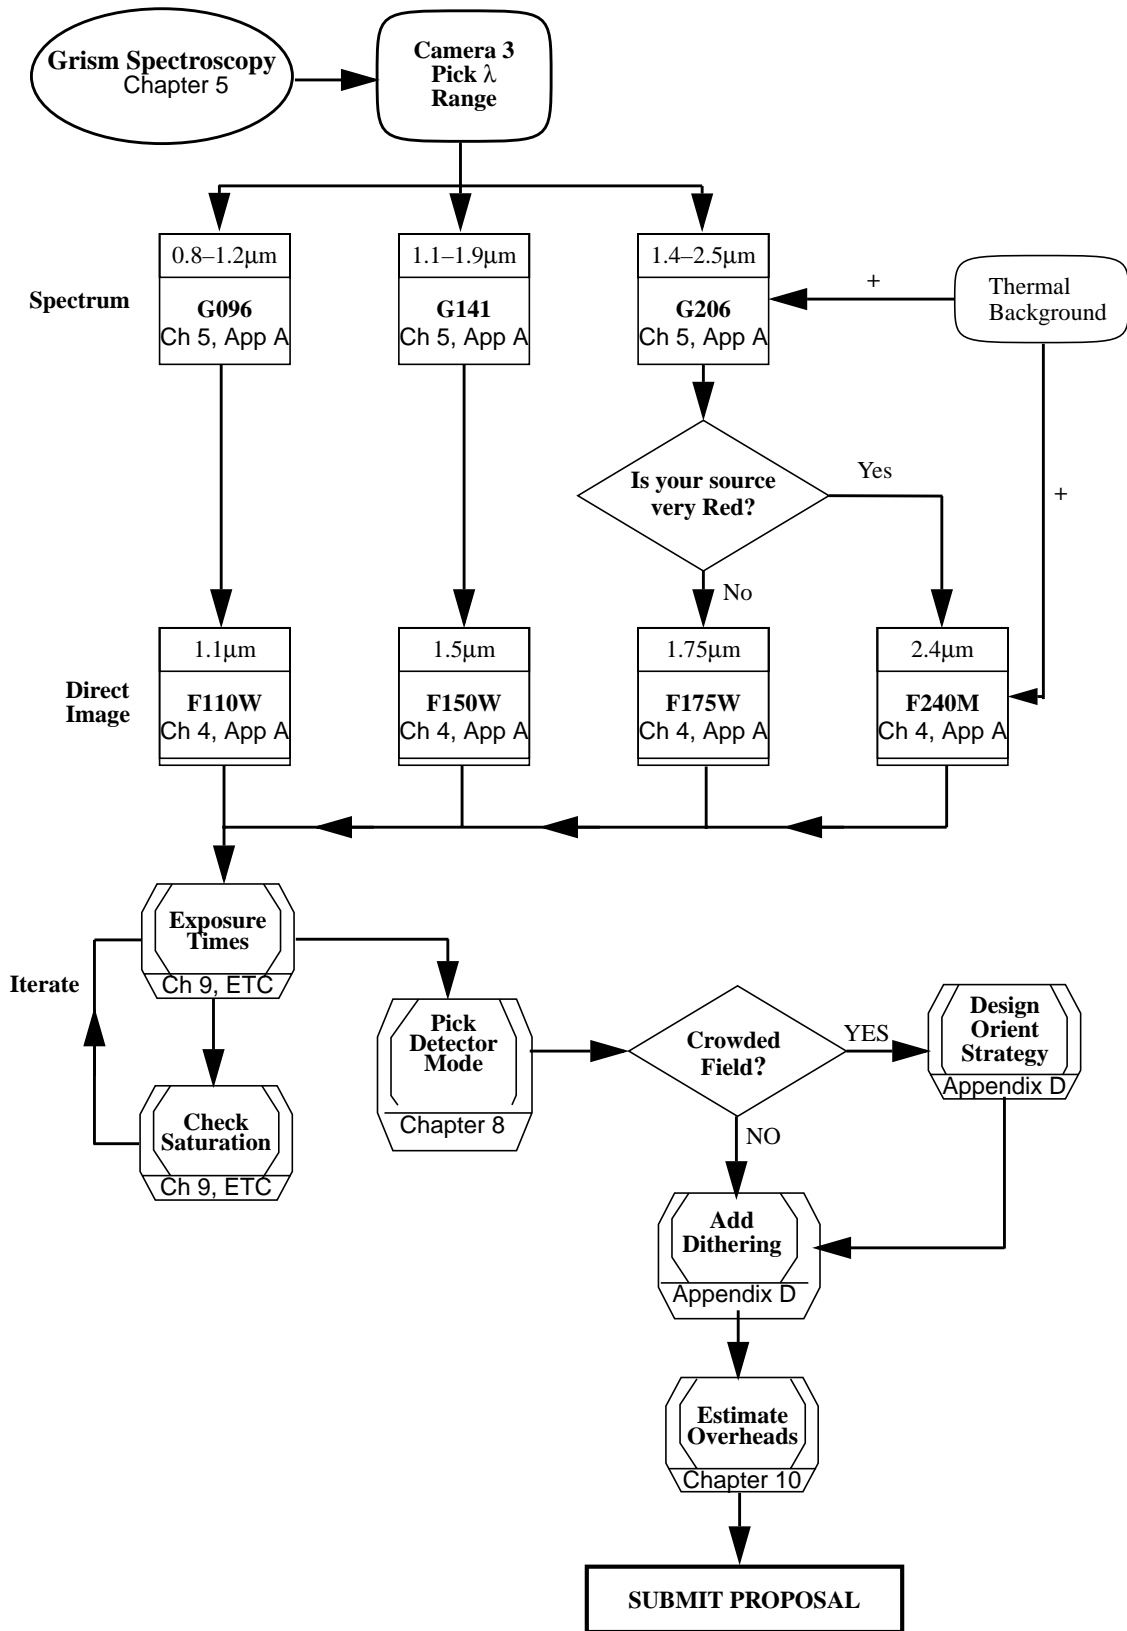 Grism Spectroscopy
Chapter 5
Camera 3
Pick λ
Range
0.8–1.2μm
1.1–1.9μm
1.4–2.5μm
Spectrum
G096
Ch 5, App A
G141
Ch 5, App A
G206
Ch 5, App A
+
Thermal
Background
Is your source
very Red?
Yes
+
No
1.1μm
1.5μm
1.75μm
2.4μm
Direct
Image
F110W
Ch 4, App A
F150W
Ch 4, App A
F175W
Ch 4, App A
F240M
Ch 4, App A
Exposure
Times
Ch 9, ETC
Iterate
Check
Saturation
Ch 9, ETC
Pick
Detector
Mode
Chapter 8
Crowded
Field?
YES
Design
Orient
Strategy
Appendix D
NO
Add
Dithering
Appendix D
Estimate
Overheads
Chapter 10
SUBMIT PROPOSAL